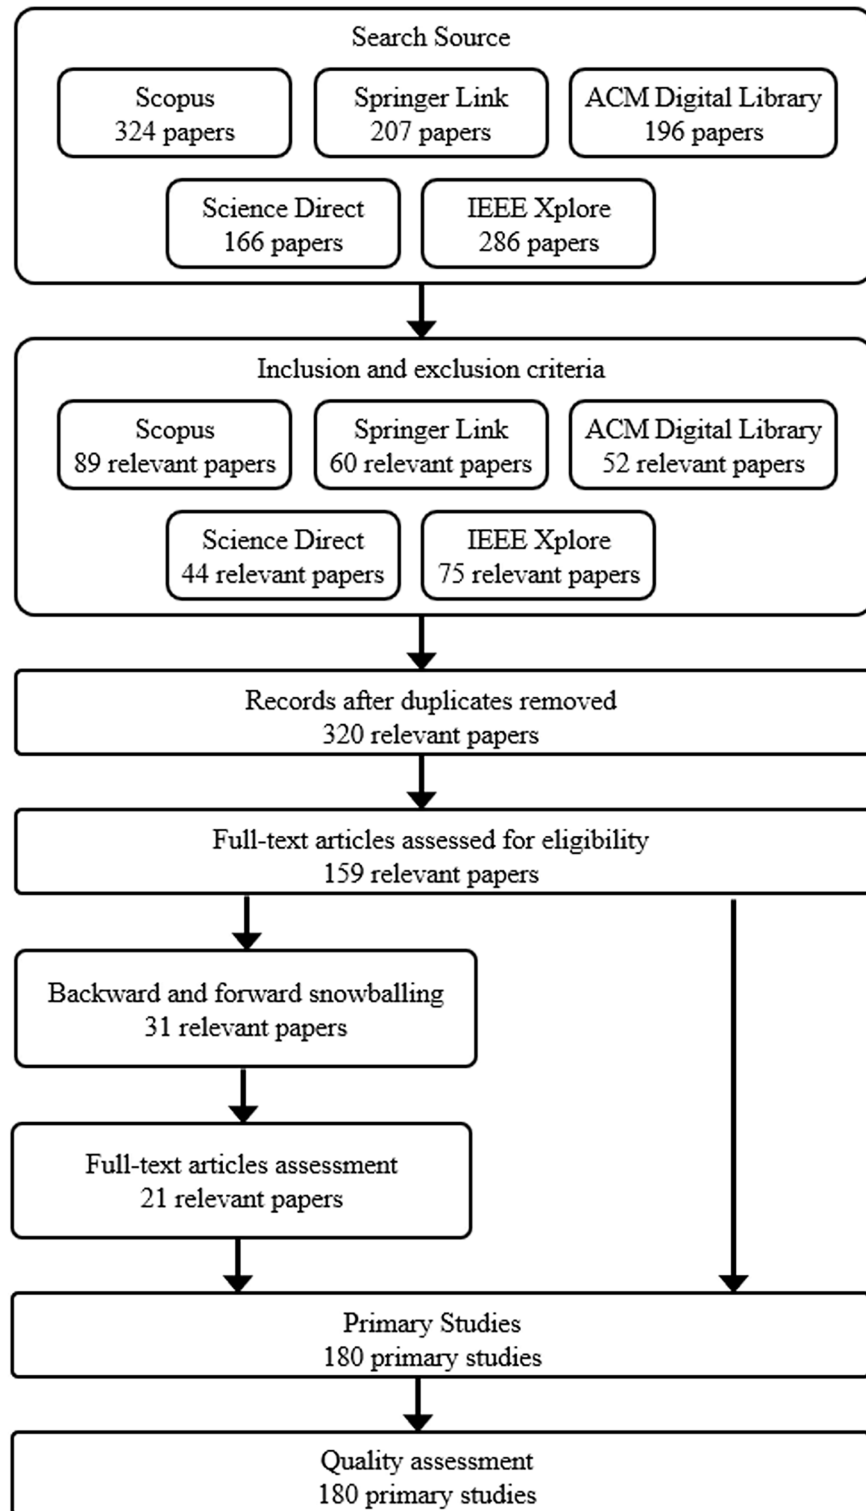 Search Source
Scopus
324 papers
Springer Link
207 papers
ACM Digital Library
196 papers
Science Direct
166 papers
IEEE Xplore
286 papers
Inclusion and exclusion criteria
Scopus
89 relevant papers
Springer Link
60 relevant papers
ACM Digital Library
52 relevant papers
Science Direct
44 relevant papers
IEEE Xplore
75 relevant papers
Records after duplicates removed
320 relevant papers
Full-text articles assessed for eligibility
159 relevant papers
Backward and forward snowballing
31 relevant papers
Full-text articles assessment
21 relevant papers
Primary Studies
180 primary studies
Quality assessment
180 primary studies